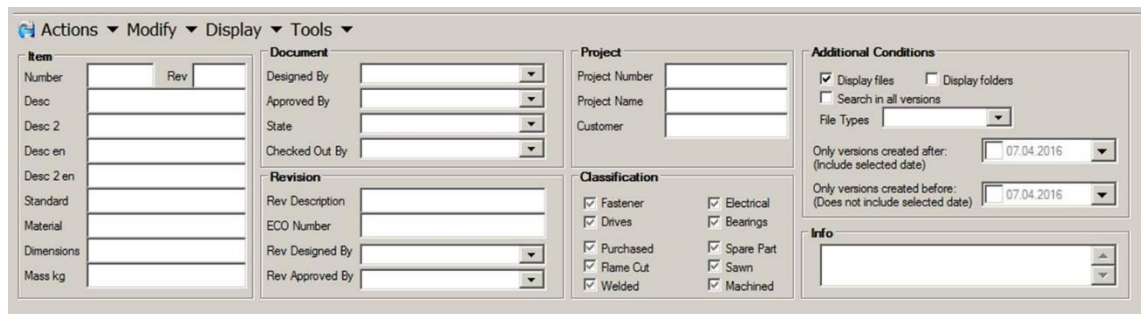 Actions Modify Display Tools
Item
Number Rev
Desc
Desc 2
Desc en
Desc 2 en
Standard
Material
Dimensions
Mass kg
Document
Designed By
Approved By
State
Checked Out By
Revision
Rev Description
ECO Number
Rev Designed By
Rev Approved By
Project
Project Number
Project Name
Customer
Classification
Fastener Electrical
Drives Bearings
Purchased Spare Part
Flame Cut Sawn
Welded Machined
Additional Conditions
Display files Display folders
Search in all versions
File Types
Only versions created after: 07.04.2016
(Include selected date)
Only versions created before: 07.04.2016
(Does not include selected date)
Info